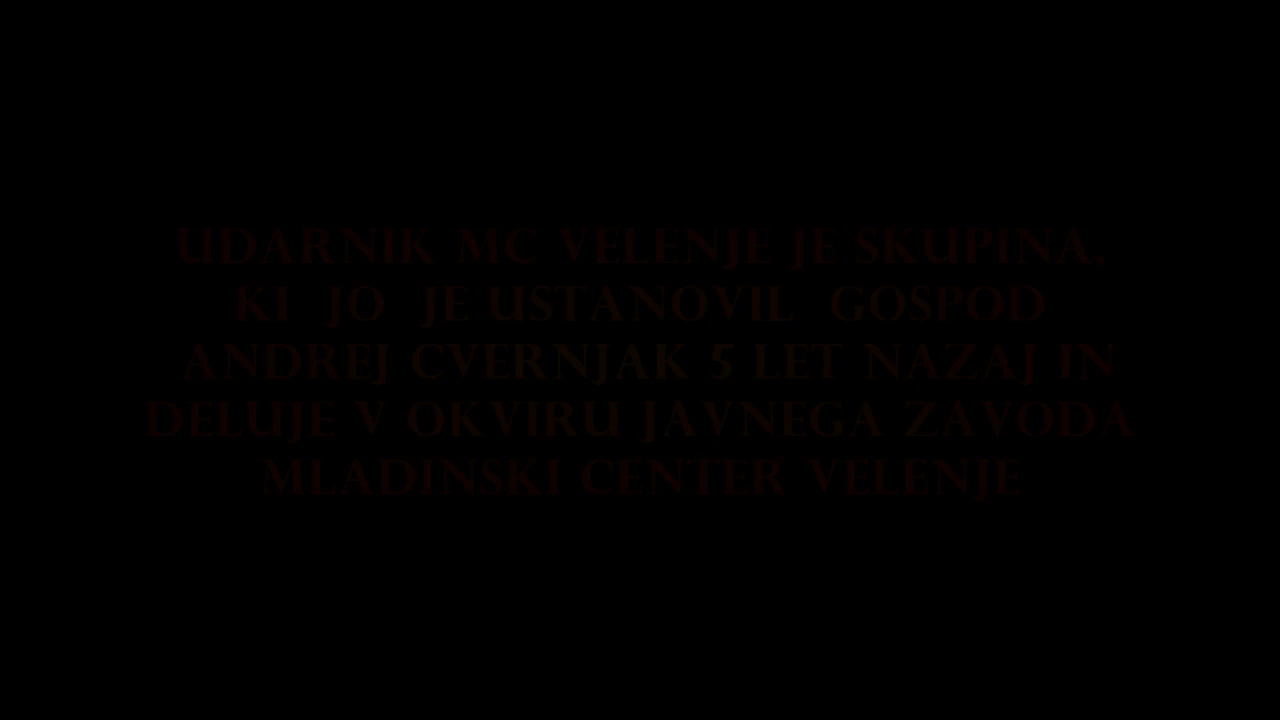 UDARNIK MC VELENJE JE SKUPINA,
KI JO JE USTANOVIL GOSPOD
ANDREJ CVERNJAK 5 LET NAZAJ IN
DELUJE V OKVIRU JAVNEGA ZAVODA
MLADINSKI CENTER VELENJE